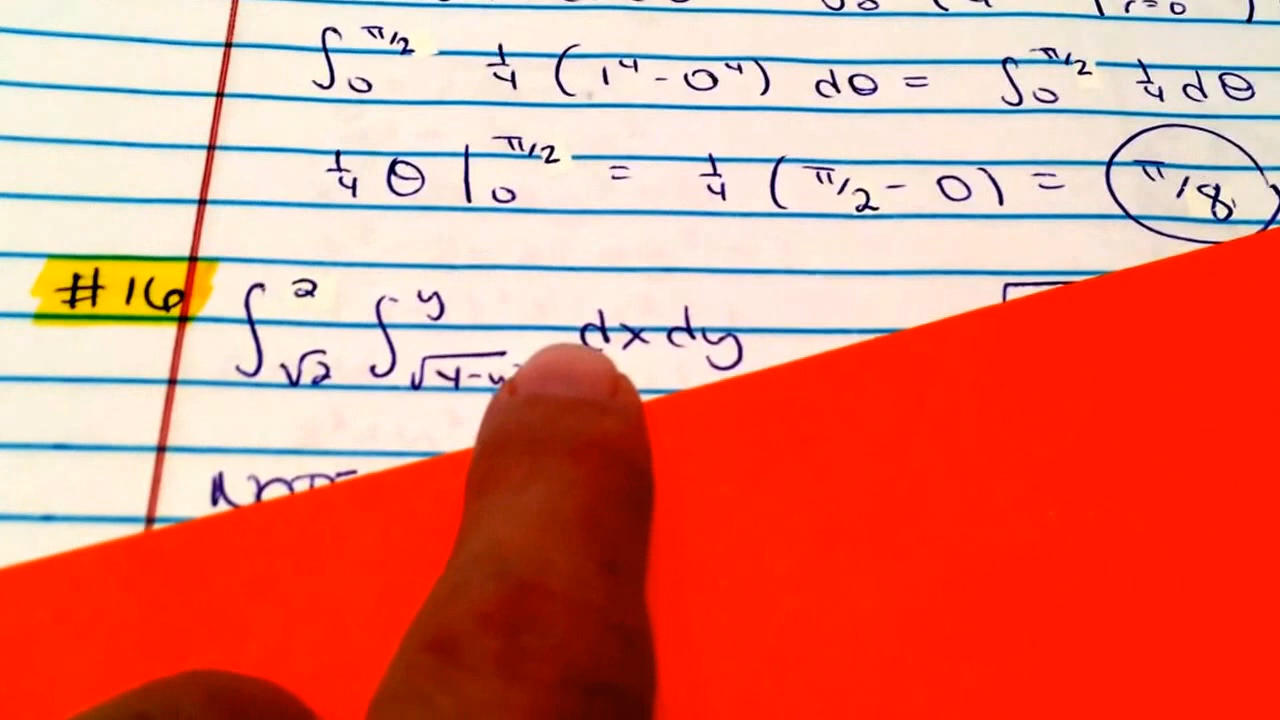 ∫₀^π/2 1/4 (1⁴ - 0⁴) dθ = ∫₀^π/2 1/4 dθ
1/4 θ |₀^π/2 = 1/4 (π/2 - 0) = π/8
#16 ∫_√2^2 ∫_√4-y^y dx dy